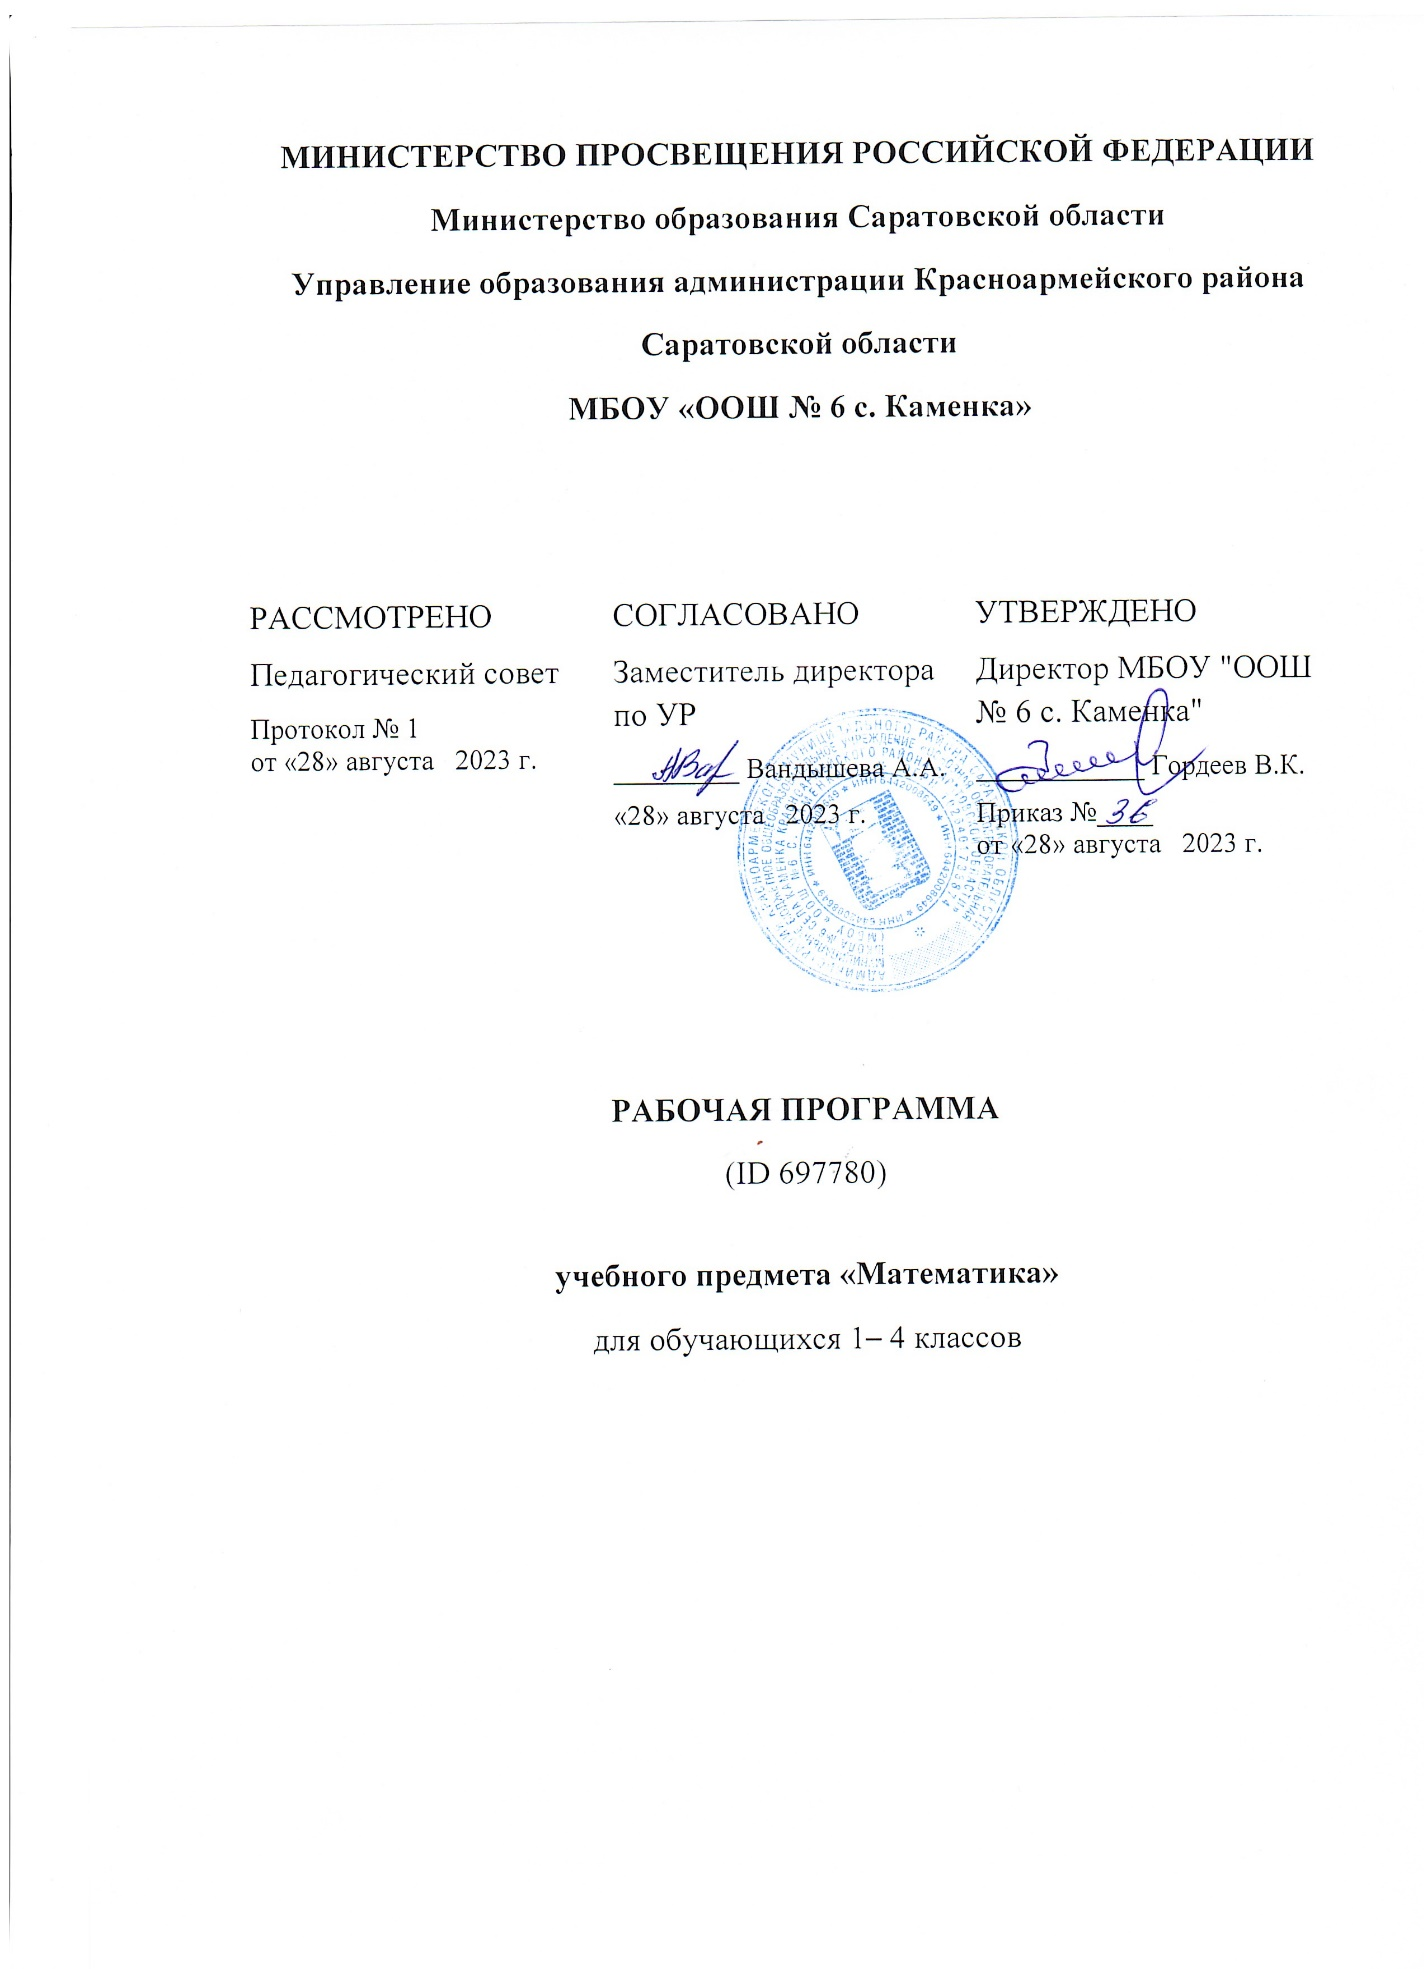 МИНИСТЕРСТВО ПРОСВЕЩЕНИЯ РОССИЙСКОЙ ФЕДЕРАЦИИ
Министерство образования Саратовской области
Управление образования администрации Красноармейского района
Саратовской области
МБОУ «ООШ № 6 с. Каменка»
РАССМОТРЕНО
Педагогический совет
Протокол № 1
от «28» августа 2023 г.
СОГЛАСОВАНО
Заместитель директора
по УР
Вандышева А.А.
«28» августа 2023 г.
УТВЕРЖДЕНО
Директор МБОУ "ООШ
№ 6 с. Каменка"
Гордеев В.К.
Приказ № 36
от «28» августа 2023 г.
ИНН 6442008649
РАБОЧАЯ ПРОГРАММА
(ID 697780)
учебного предмета «Математика»
для обучающихся 1– 4 классов